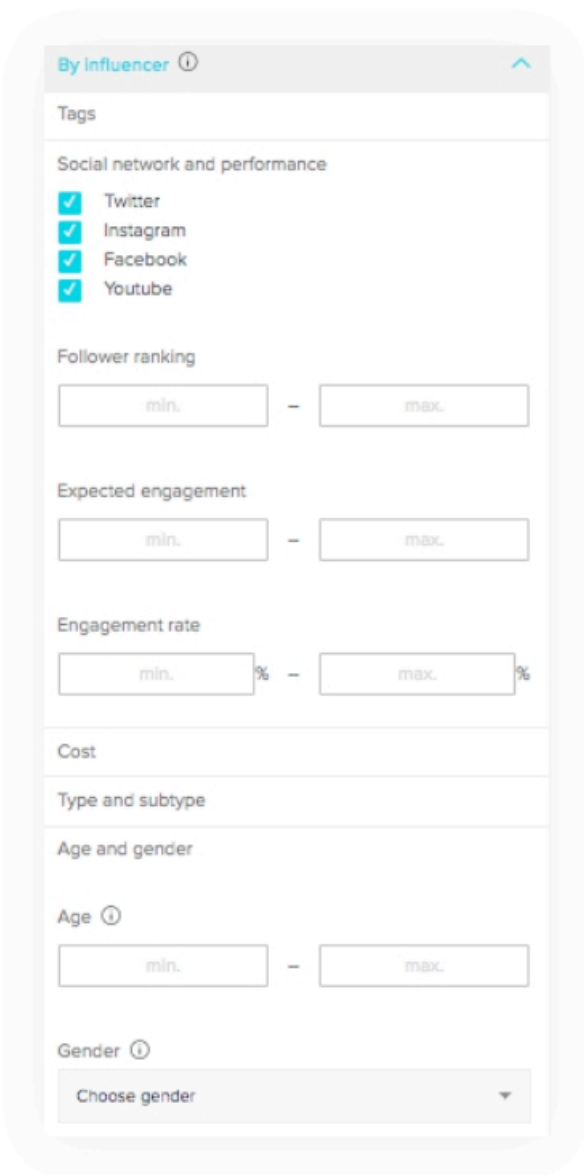 By influencer
Tags
Social network and performance
Twitter
Instagram
Facebook
Youtube
Follower ranking
min. – max.
Expected engagement
min. – max.
Engagement rate
min. % – max. %
Cost
Type and subtype
Age and gender
Age
min. – max.
Gender
Choose gender